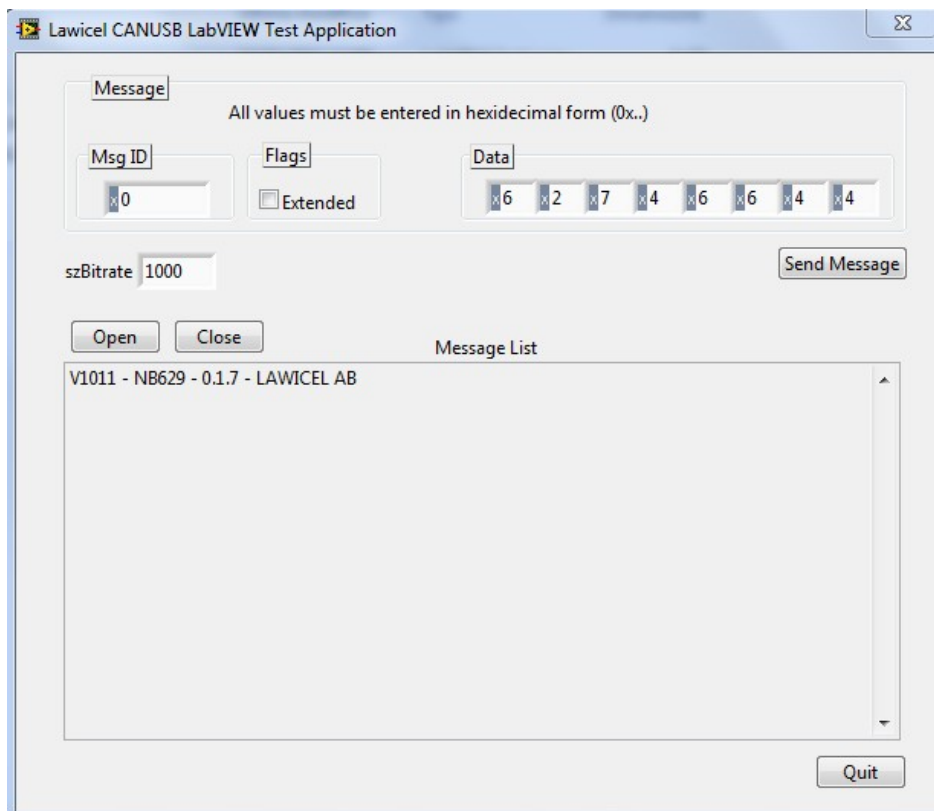 Lawicel CANUSB LabVIEW Test Application
Message
All values must be entered in hexidecimal form (0x..)
Msg ID
Flags
Data
x0
Extended
x6 x2 x7 x4 x6 x6 x4 x4
szBitrate 1000
Send Message
Open Close
Message List
V1011 - NB629 - 0.1.7 - LAWICEL AB
Quit